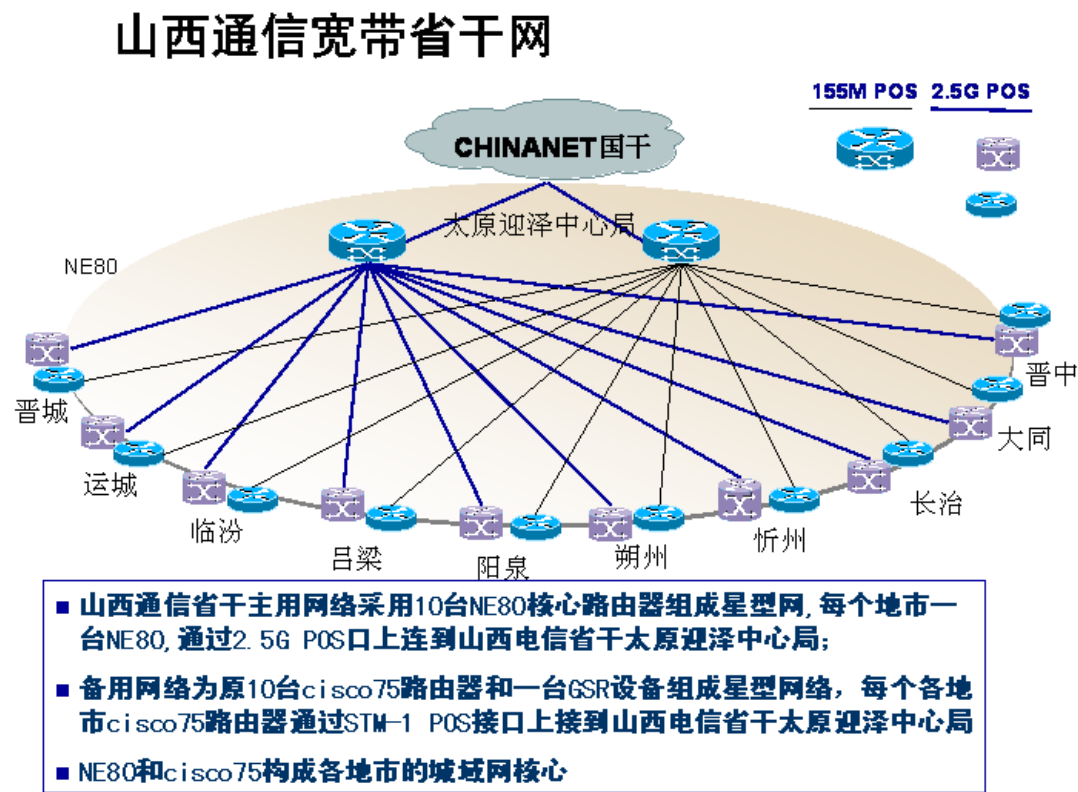 山西通信宽带省干网
155M POS 2.5G POS
CHINANET国干
太原迎泽中心局
NE80
晋中
晋城
大同
运城
长治
临汾
忻州
吕梁
阳泉
朔州
■ 山西通信省干主用网络采用10台NE80核心路由器组成星型网,每个地市一
台NE80,通过2.5G POS口上连到山西电信省干太原迎泽中心局;
■ 备用网络为原10台cisco75路由器和一台GSR设备组成星型网络，每个各地
市cisco75路由器通过STM-1 POS接口上接到山西电信省干太原迎泽中心局
■ NE80和cisco75构成各地市的城域网核心